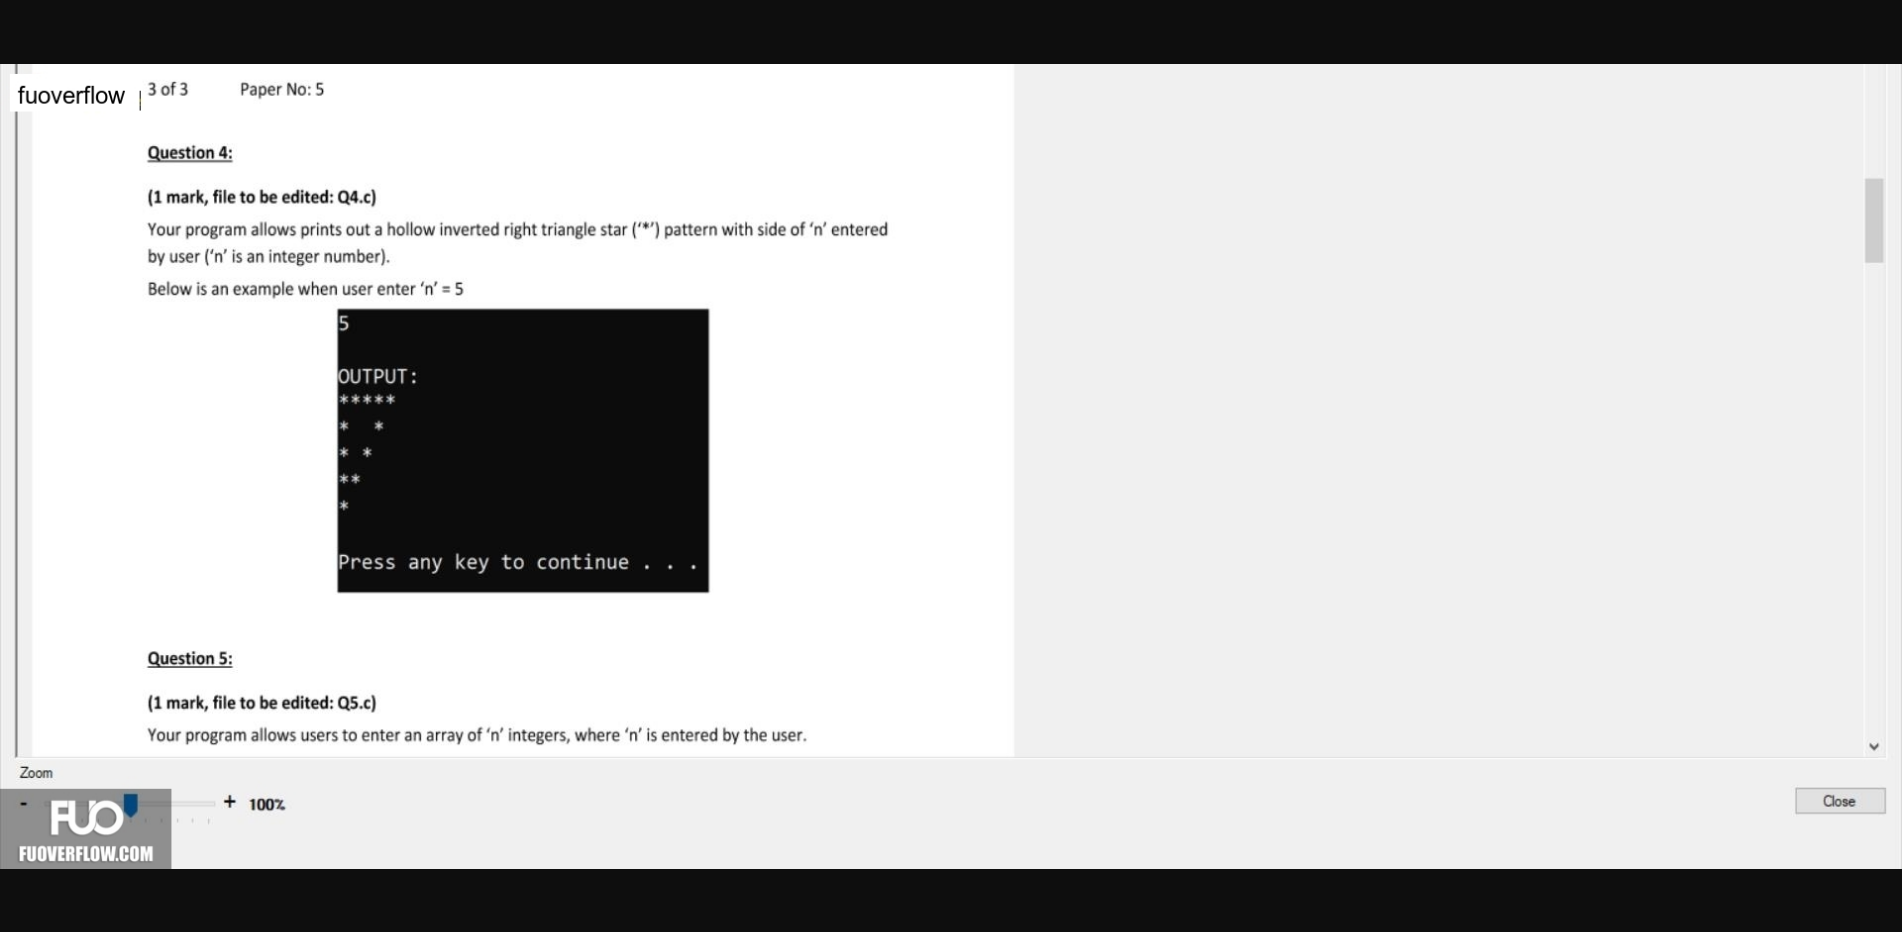 fuoverflow
3 of 3 Paper No: 5
Question 4:
(1 mark, file to be edited: Q4.c)
Your program allows prints out a hollow inverted right triangle star (‘*’) pattern with side of ‘n’ entered
by user (‘n’ is an integer number).
Below is an example when user enter ‘n’ = 5
5
OUTPUT:
*****
*  *
* *
**
*
Press any key to continue . . .
Question 5:
(1 mark, file to be edited: Q5.c)
Your program allows users to enter an array of ‘n’ integers, where ‘n’ is entered by the user.
Zoom
- + 100%
Close
FUO
FUOVERFLOW.COM